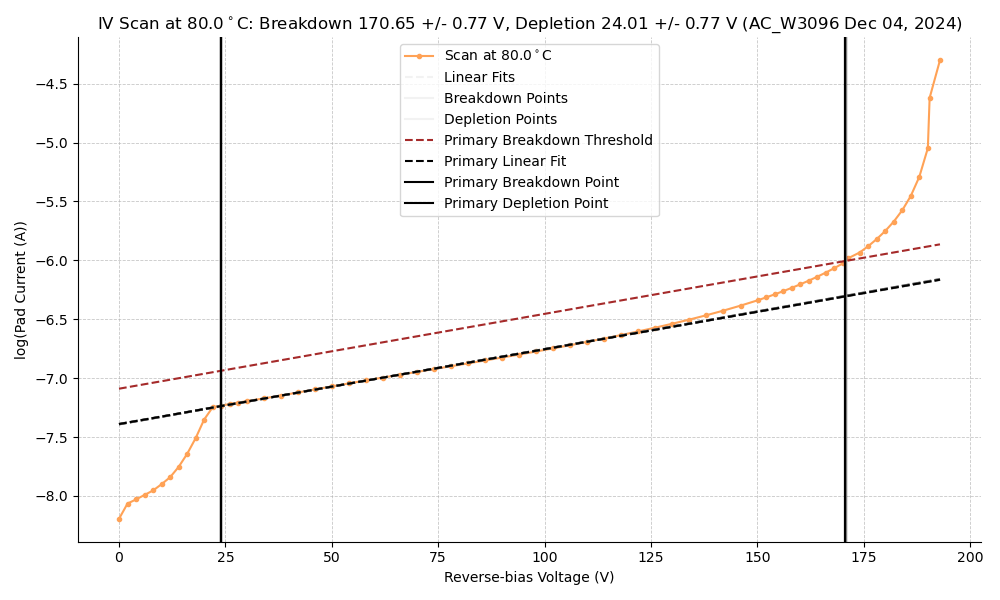 IV Scan at 80.0°C: Breakdown 170.65 +/- 0.77 V, Depletion 24.01 +/- 0.77 V (AC_W3096 Dec 04, 2024)
Scan at 80.0°C
Linear Fits
Breakdown Points
Depletion Points
Primary Breakdown Threshold
Primary Linear Fit
Primary Breakdown Point
Primary Depletion Point
log(Pad Current (A))
−4.5
−5.0
−5.5
−6.0
−6.5
−7.0
−7.5
−8.0
0 25 50 75 100 125 150 175 200
Reverse-bias Voltage (V)